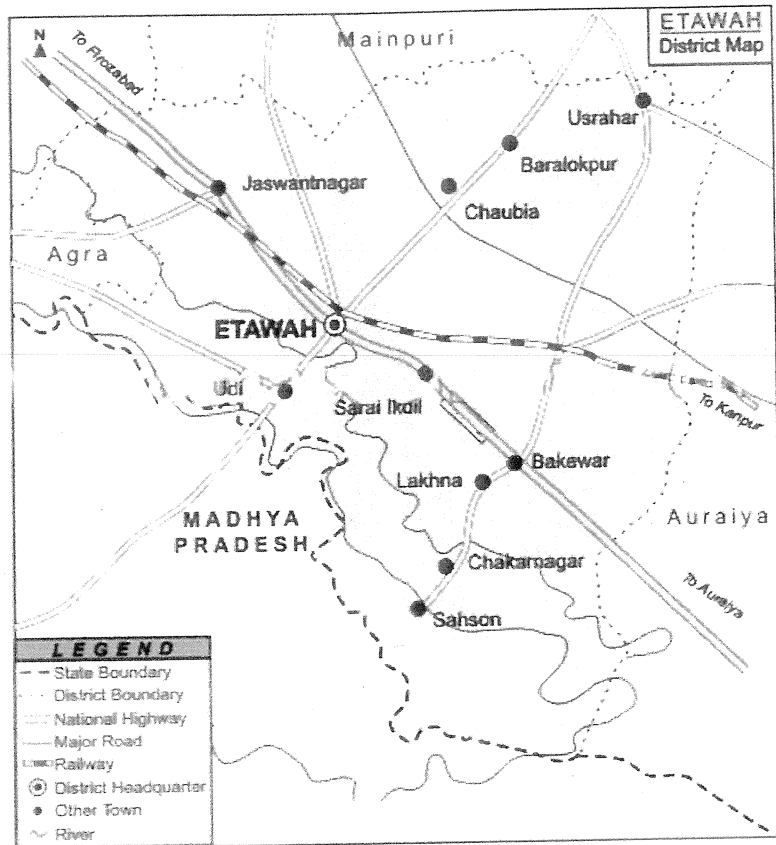 ETAWAH
District Map
N
To Firozabad
Mainpuri
Usrahar
Baralokpur
Jaswantnagar
Chaubia
Agra
ETAWAH
Udi
Sarai Ikdil
To Kanpur
Bakewar
Lakhna
MADHYA
PRADESH
Auraiya
Chakarnagar
To Auraiya
Sahson
LEGEND
State Boundary
District Boundary
National Highway
Major Road
Railway
District Headquarter
Other Town
River